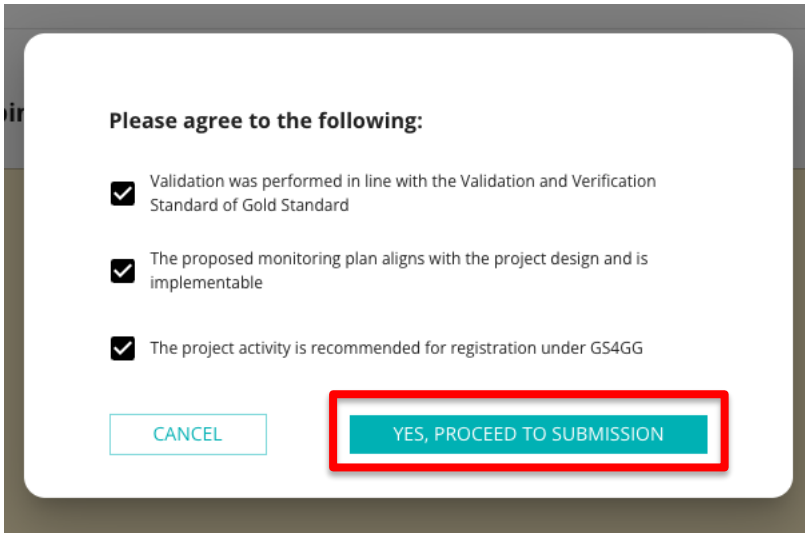 Please agree to the following:
Validation was performed in line with the Validation and Verification
Standard of Gold Standard
The proposed monitoring plan aligns with the project design and is
implementable
The project activity is recommended for registration under GS4GG
CANCEL
YES, PROCEED TO SUBMISSION